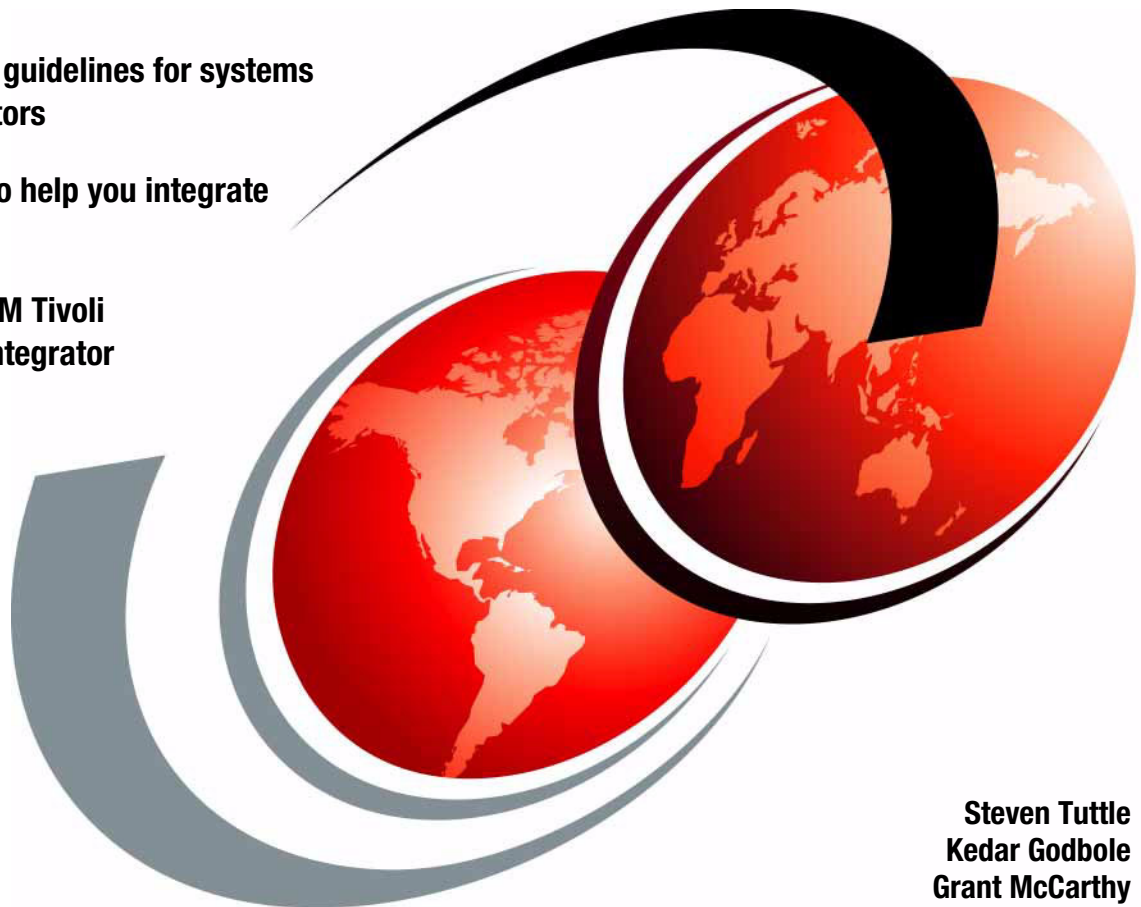 guidelines for systems
tors
o help you integrate
M Tivoli
ntegrator
Steven Tuttle
Kedar Godbole
Grant McCarthy